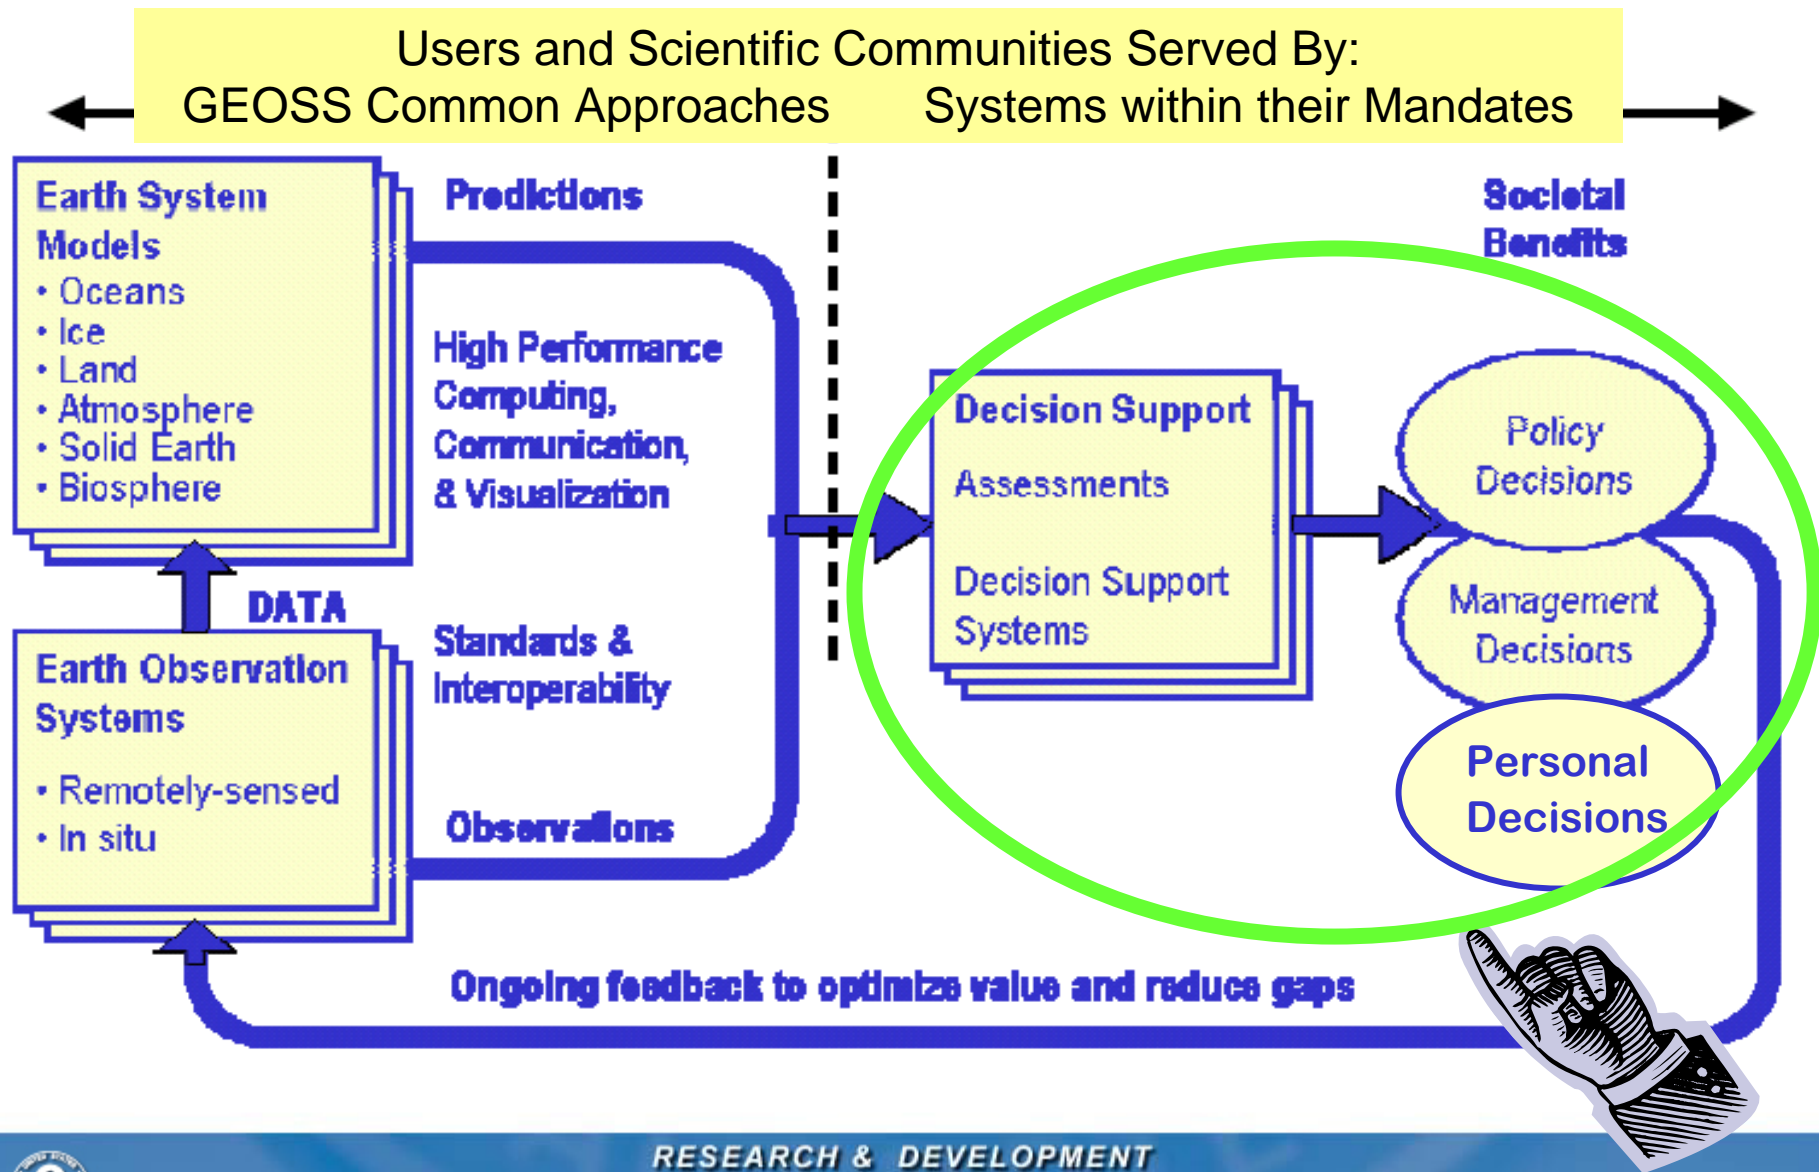 Users and Scientific Communities Served By:
GEOSS Common Approaches Systems within their Mandates
Earth System
Models
• Oceans
• Ice
• Land
• Atmosphere
• Solid Earth
• Biosphere
DATA
Earth Observation
Systems
• Remotely-sensed
• In situ
Predictions
High Performance
Computing,
Communication,
& Visualization
Standards &
Interoperability
Observations
Decision Support
Assessments
Decision Support
Systems
Societal
Benefits
Policy
Decisions
Management
Decisions
Personal
Decisions
Ongoing feedback to optimize value and reduce gaps
RESEARCH & DEVELOPMENT